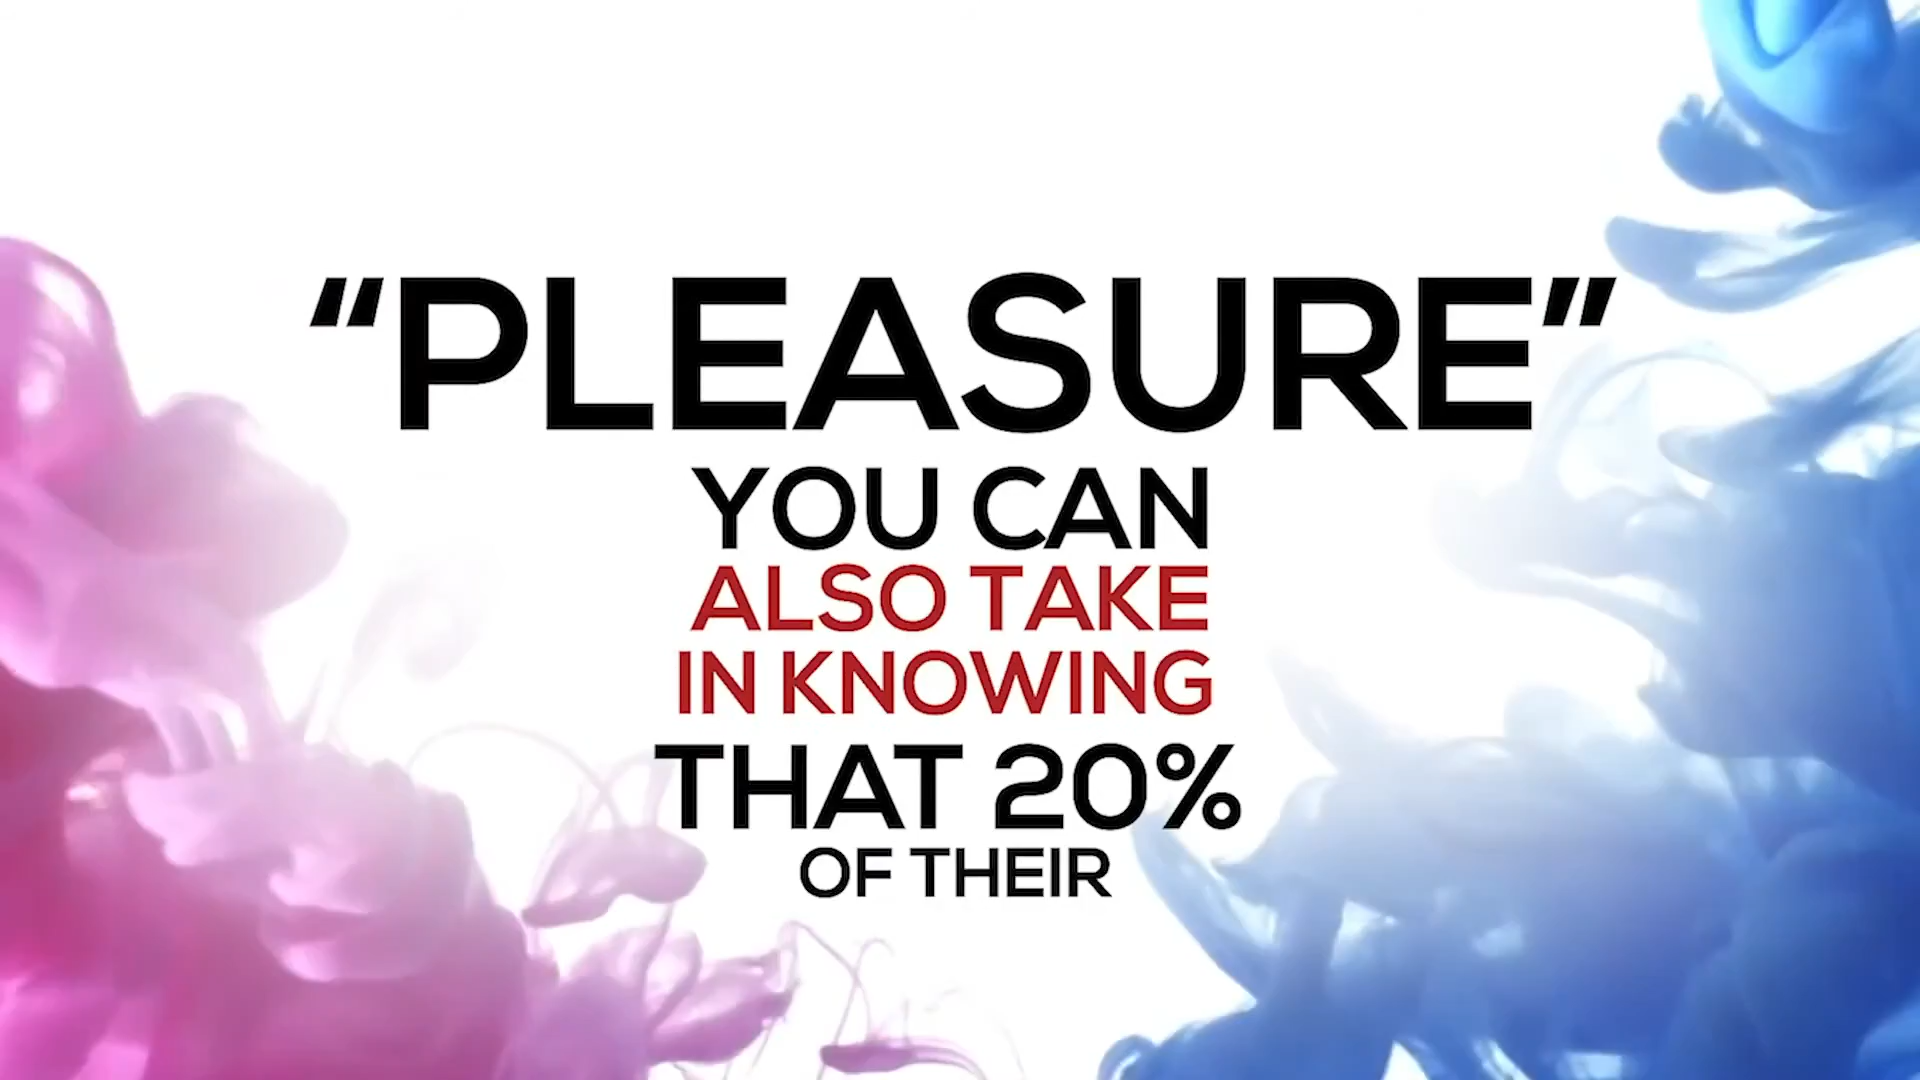 “PLEASURE”
YOU CAN
ALSO TAKE
IN KNOWING
THAT 20%
OF THEIR